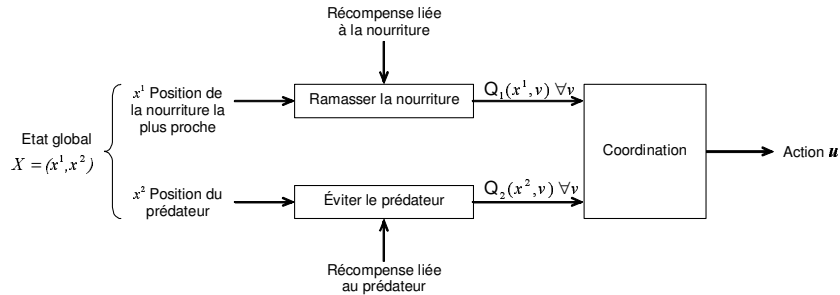 Récompense liée
à la nourriture
x¹ Position de
la nourriture la
plus proche
Ramasser la nourriture
Q₁(x¹,v) ∀v
Etat global
X = (x¹,x²)
Coordination
Action u
x² Position du
prédateur
Éviter le prédateur
Q₂(x²,v) ∀v
Récompense liée
au prédateur